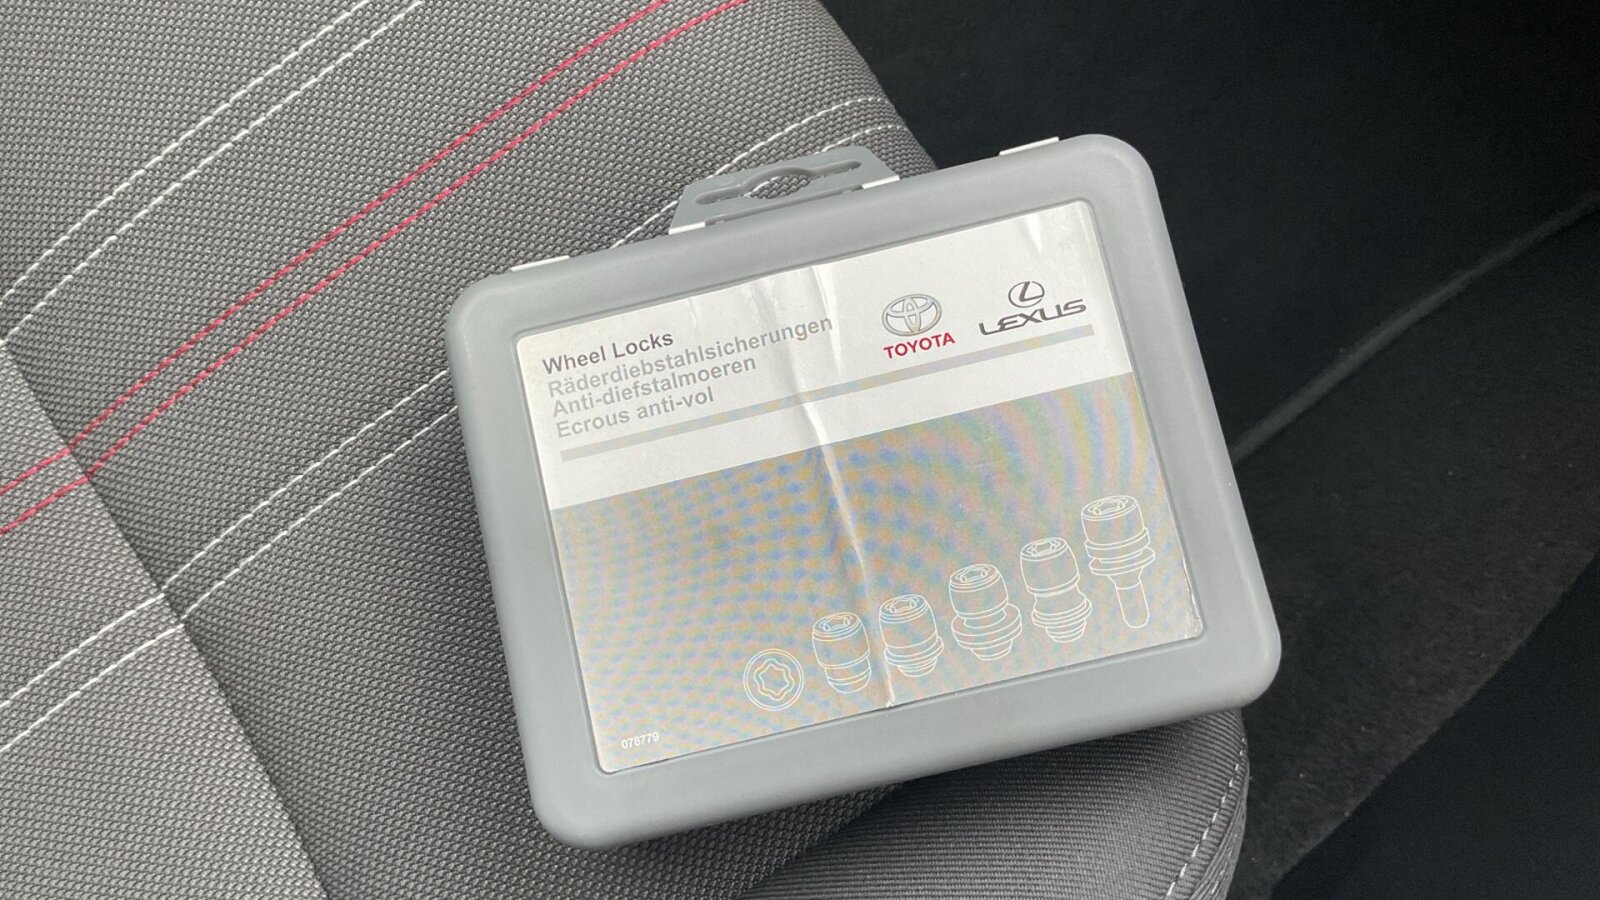 Wheel Locks
Räderdiebstahlsicherungen
Anti-diefstalmoeren
Ecrous anti-vol
TOYOTA
LEXUS
078779